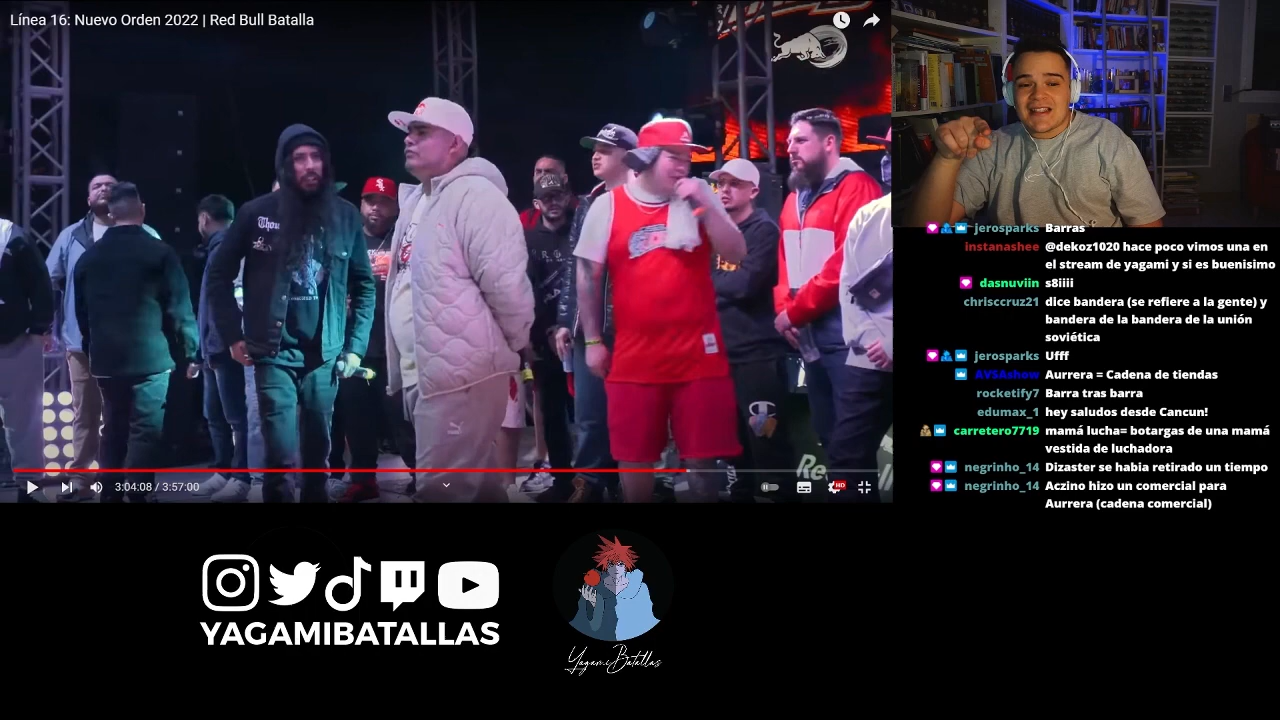 Línea 16: Nuevo Orden 2022 | Red Bull Batalla
Thou
3:04:08 / 3:57:00
HD
jerosparks Barras
instanashee @dekoz1020 hace poco vimos una en
el stream de yagami y si es buenisimo
dasnuviin s8iiii
chrisccruz21 dice bandera (se refiere a la gente) y
bandera de la bandera de la unión
soviética
jerosparks Ufff
AVSAshow Aurrera = Cadena de tiendas
rocketify7 Barra tras barra
edumax_1 hey saludos desde Cancun!
carretero7719 mamá lucha= botargas de una mamá
vestida de luchadora
negrinho_14 Dizaster se habia retirado un tiempo
negrinho_14 Aczino hizo un comercial para
Aurrera (cadena comercial)
YAGAMIBATALLAS
YagamiBatallas